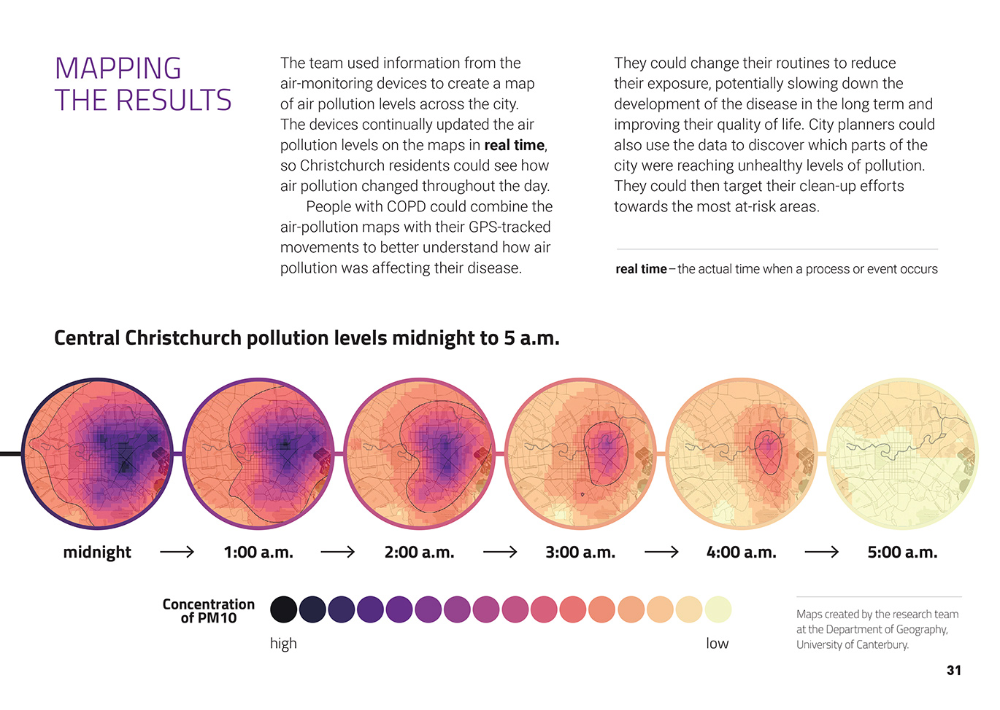 MAPPING
THE RESULTS
The team used information from the
air-monitoring devices to create a map
of air pollution levels across the city.
The devices continually updated the air
pollution levels on the maps in real time,
so Christchurch residents could see how
air pollution changed throughout the day.
People with COPD could combine the
air-pollution maps with their GPS-tracked
movements to better understand how air
pollution was affecting their disease.
They could change their routines to reduce
their exposure, potentially slowing down the
development of the disease in the long term and
improving their quality of life. City planners could
also use the data to discover which parts of the
city were reaching unhealthy levels of pollution.
They could then target their clean-up efforts
towards the most at-risk areas.
real time – the actual time when a process or event occurs
Central Christchurch pollution levels midnight to 5 a.m.
midnight → 1:00 a.m. → 2:00 a.m. → 3:00 a.m. → 4:00 a.m. → 5:00 a.m.
Concentration
of PM10
high low
Maps created by the research team
at the Department of Geography,
University of Canterbury.
31